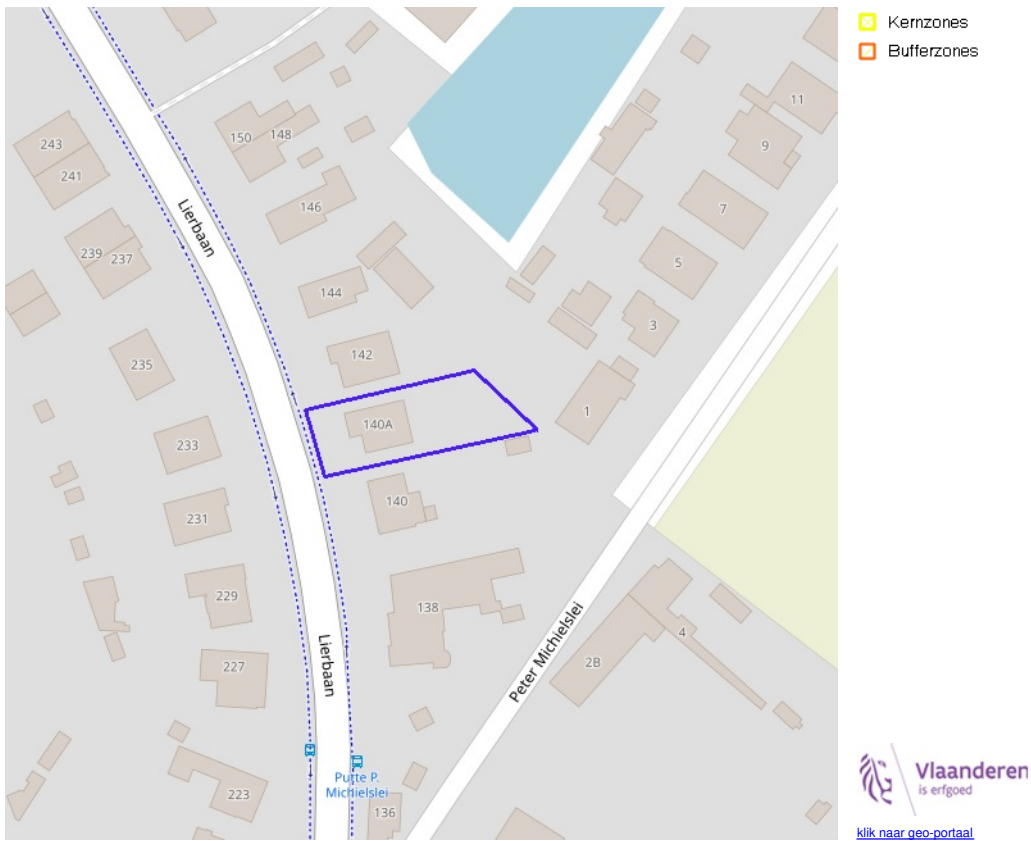 Kernzones
Bufferzones
11
243
150
148
9
241
146
7
Lierbaan
239
237
5
144
3
142
235
1
140A
233
140
231
229
138
Peter Michielslei
4
Lierbaan
2B
227
Putte P.
Michielslei
223
136
Vlaanderen
is erfgoed
klik naar geo-portaal